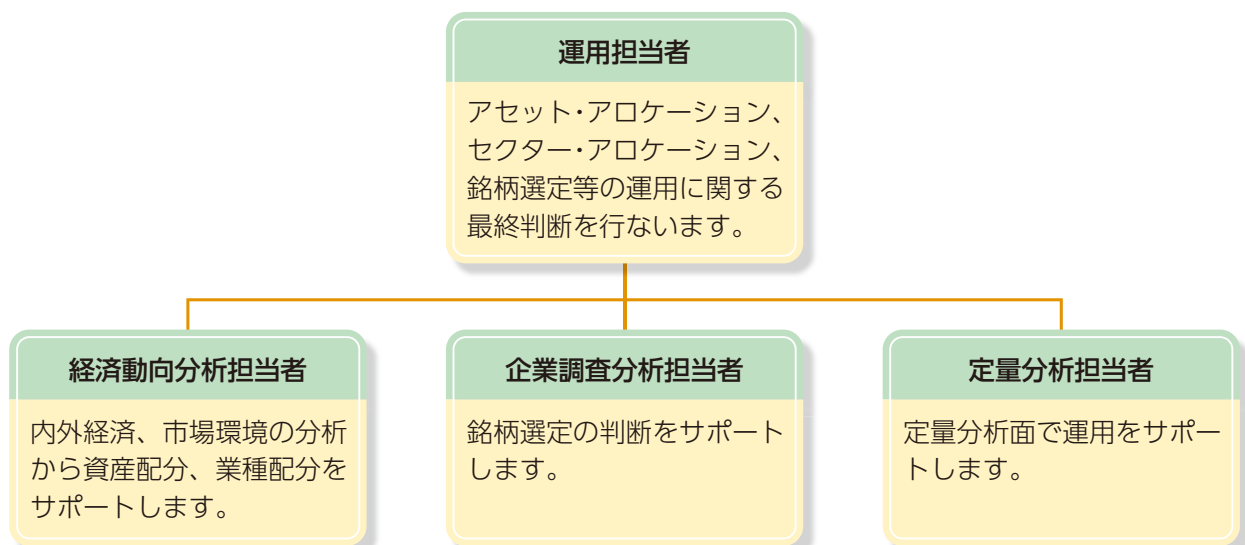 運用担当者
アセット・アロケーション、
セクター・アロケーション、
銘柄選定等の運用に関する
最終判断を行ないます。
経済動向分析担当者
内外経済、市場環境の分析
から資産配分、業種配分を
サポートします。
企業調査分析担当者
銘柄選定の判断をサポート
します。
定量分析担当者
定量分析面で運用をサポー
トします。